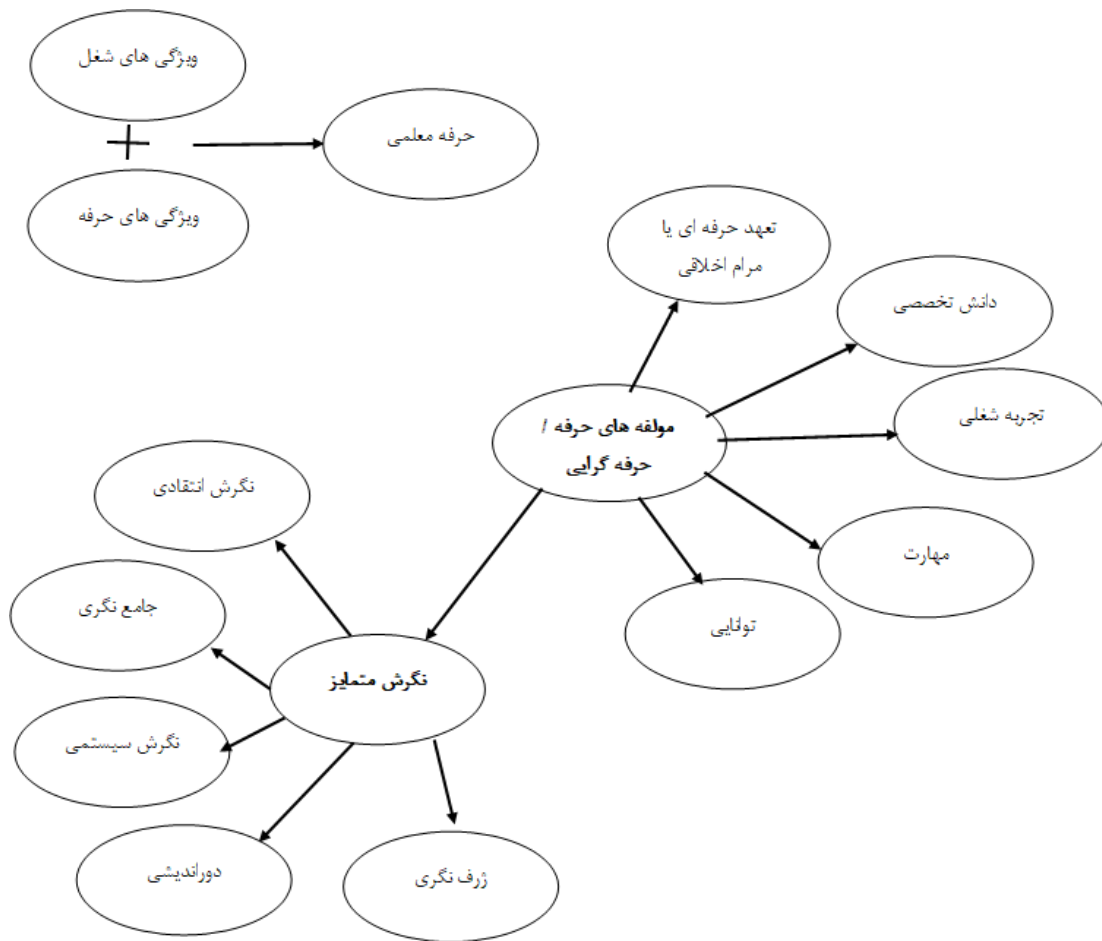 ویژگی های شغل
حرفه معلمی
ویژگی های حرفه
تعهد حرفه ای یا
مرام اخلاقی
دانش تخصصی
تجربه شغلی
مولفه های حرفه /
حرفه گرایی
مهارت
توانایی
نگرش انتقادی
جامع نگری
نگرش متمایز
نگرش سیستمی
دوراندیشی
ژرف نگری